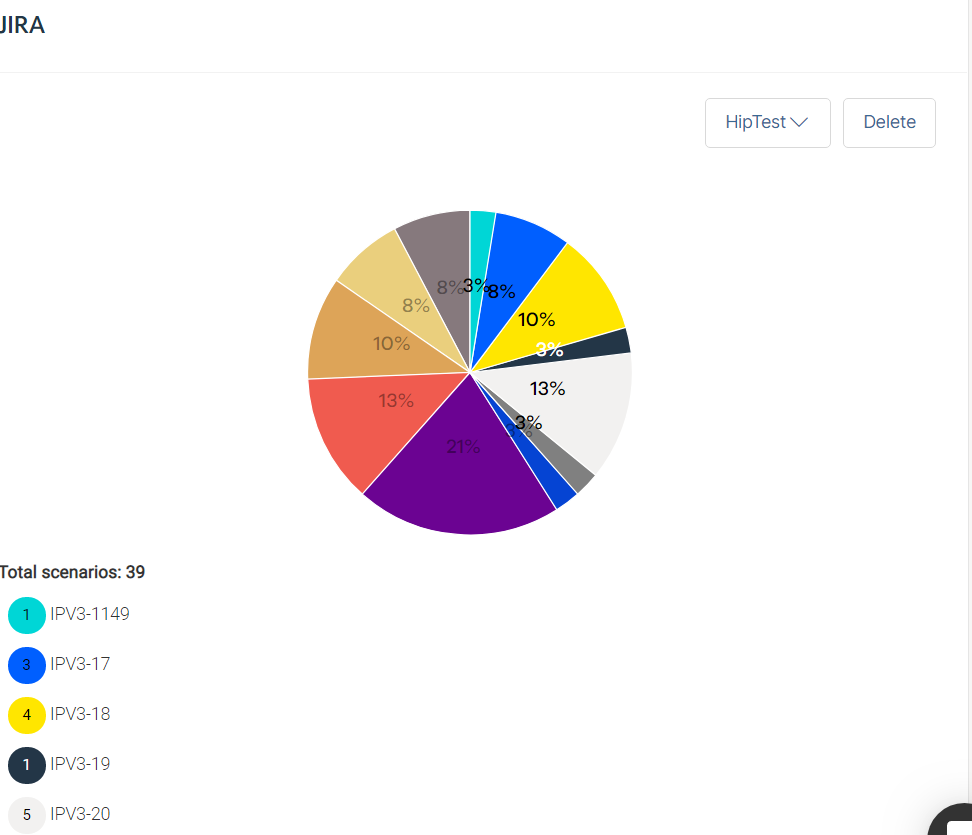 JIRA
HipTest
Delete
8%
3%
8%
8%
10%
10%
3%
13%
13%
3%
3%
21%
Total scenarios: 39
1 IPV3-1149
3 IPV3-17
4 IPV3-18
1 IPV3-19
5 IPV3-20